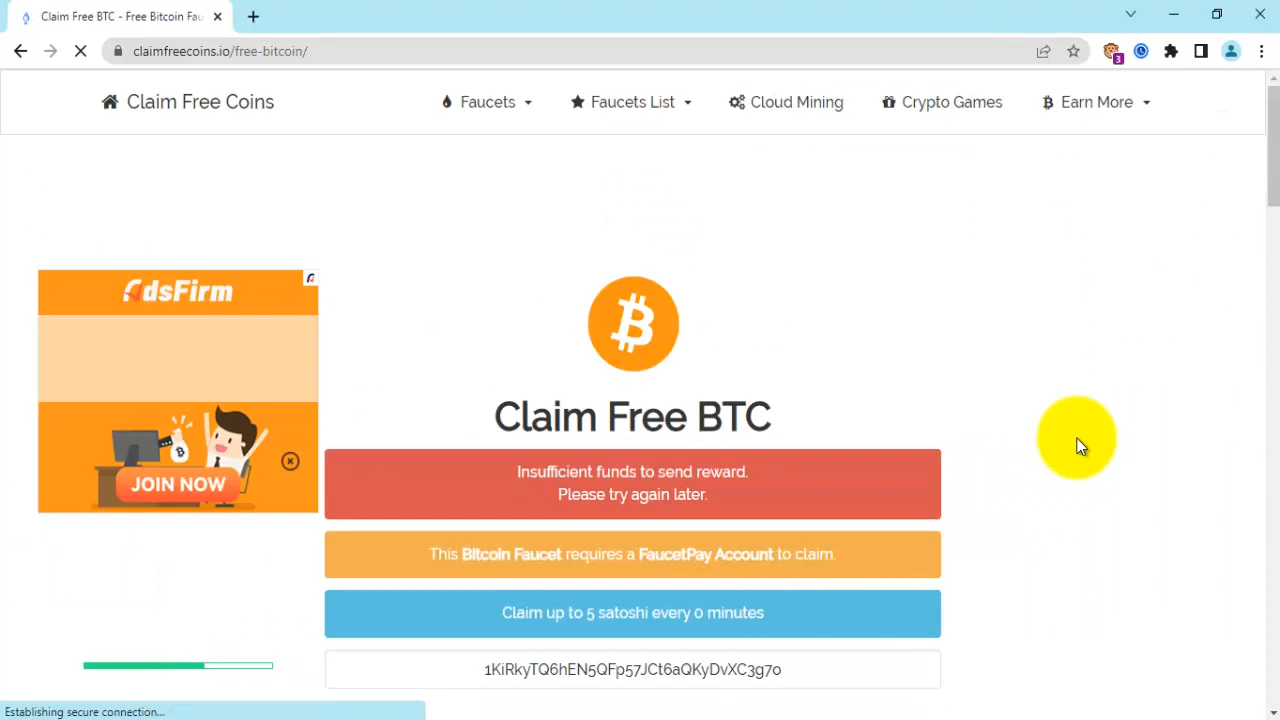 Claim Free BTC - Free Bitcoin Fau
claimfreecoins.io/free-bitcoin/
3
Claim Free Coins
Faucets
Faucets List
Cloud Mining
Crypto Games
Earn More
AdsFirm
JOIN NOW
Claim Free BTC
Insufficient funds to send reward.
Please try again later.
This Bitcoin Faucet requires a FaucetPay Account to claim.
Claim up to 5 satoshi every 0 minutes
1KiRkyTQ6hEN5QFp57JCt6aQKyDvXC3g7o
Establishing secure connection...